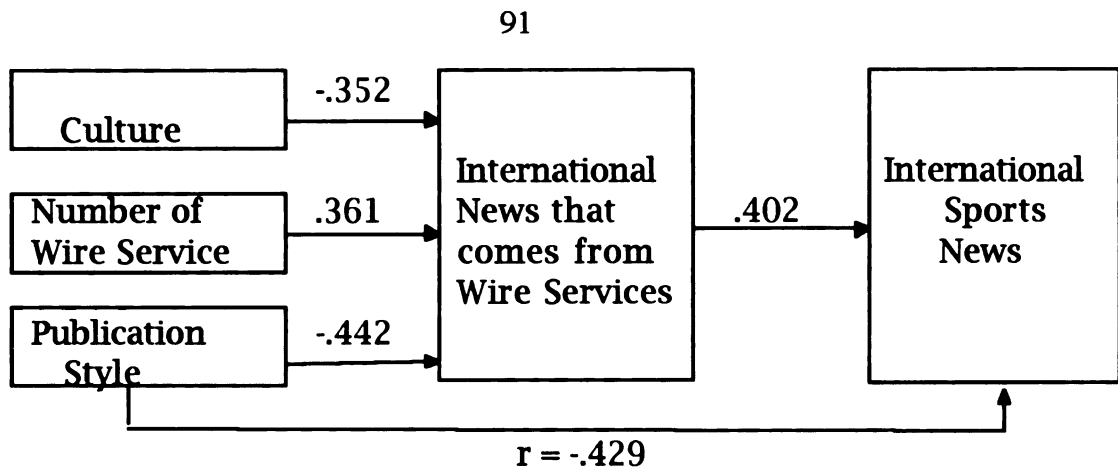 91
Culture
-.352
Number of
Wire Service
.361
Publication
Style
-.442
International
News that
comes from
Wire Services
.402
International
Sports
News
r = -.429